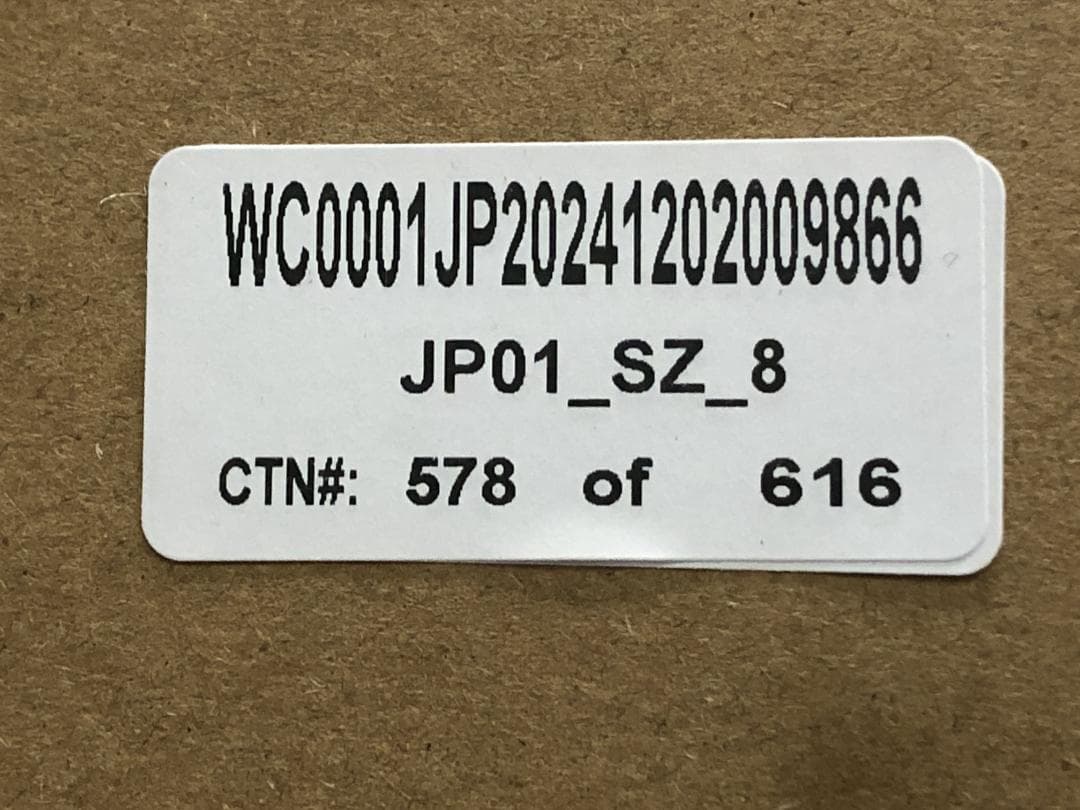 WC0001JP20241202009866
JP01_SZ_8
CTN#: 578 of 616